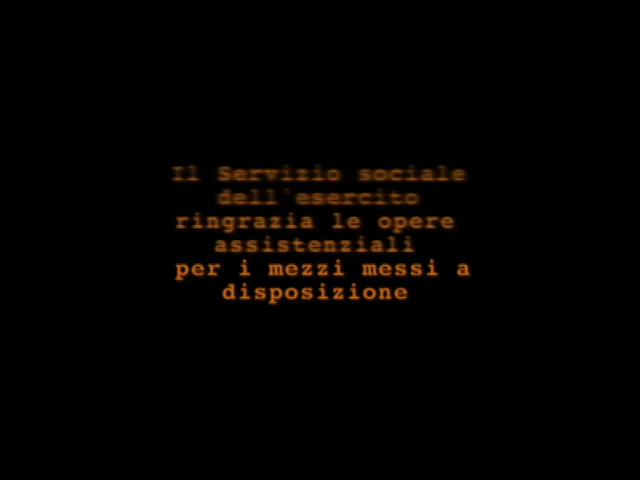 Il Servizio sociale
dell'esercito
ringrazia le opere
assistenziali
per i mezzi messi a
disposizione